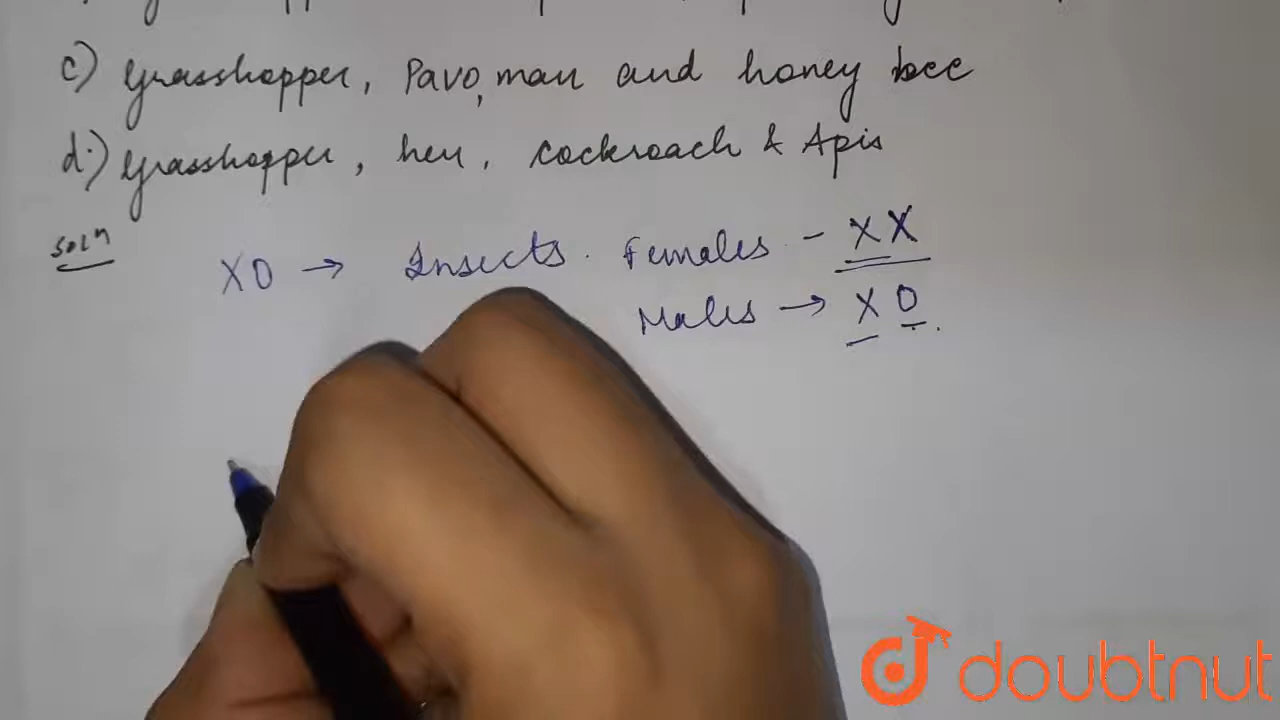 c) Grasshopper, Pavo, man and honey bee
d.) Grasshopper, hen, cockroach & Apis
Soln
XO → Insects. Females - XX
Males → XO.
doubtnut